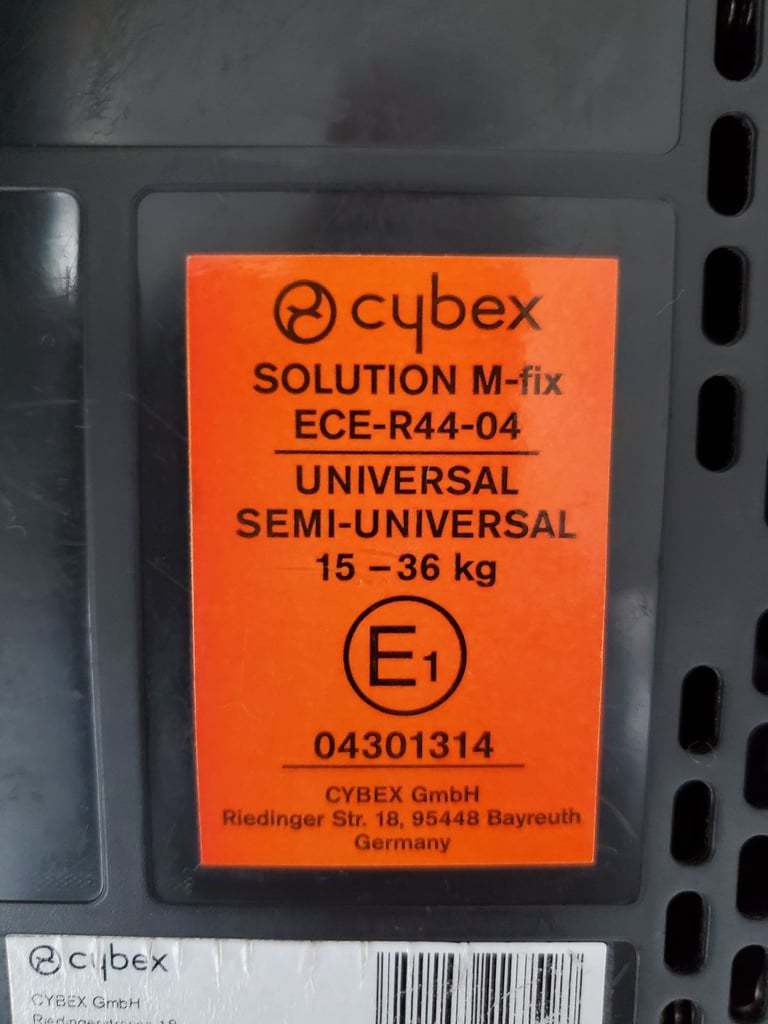 cybex
SOLUTION M-fix
ECE-R44-04
UNIVERSAL
SEMI-UNIVERSAL
15 – 36 kg
E1
04301314
CYBEX GmbH
Riedinger Str. 18, 95448 Bayreuth
Germany
cybex
CYBEX GmbH